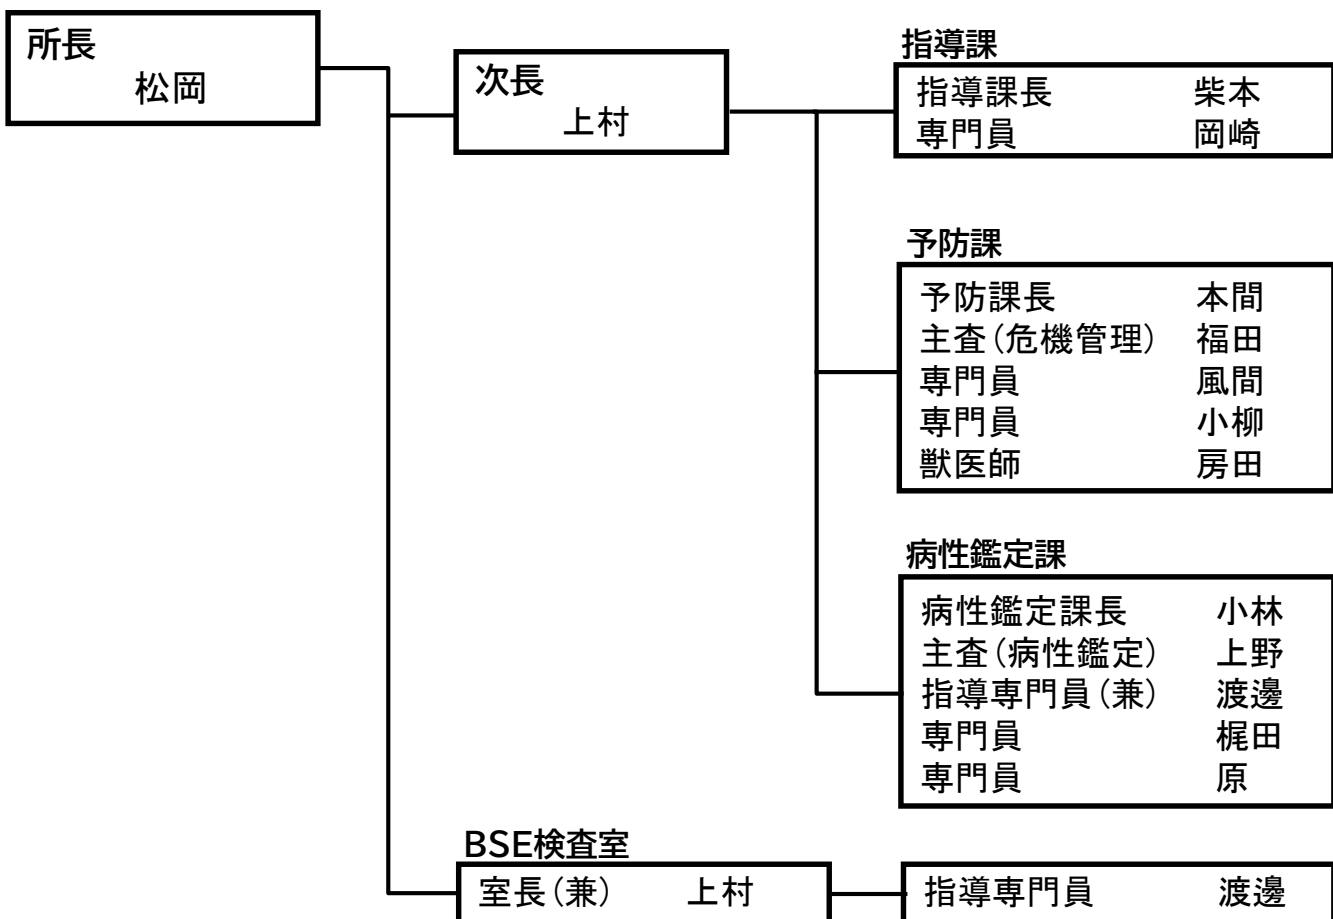 所長
松岡
次長
上村
指導課
指導課長 柴本
専門員 岡崎
予防課
予防課長 本間
主査(危機管理) 福田
専門員 風間
専門員 小柳
獣医師 房田
病性鑑定課
病性鑑定課長 小林
主査(病性鑑定) 上野
指導専門員(兼) 渡邊
専門員 梶田
専門員 原
BSE検査室
室長(兼) 上村
指導専門員 渡邊